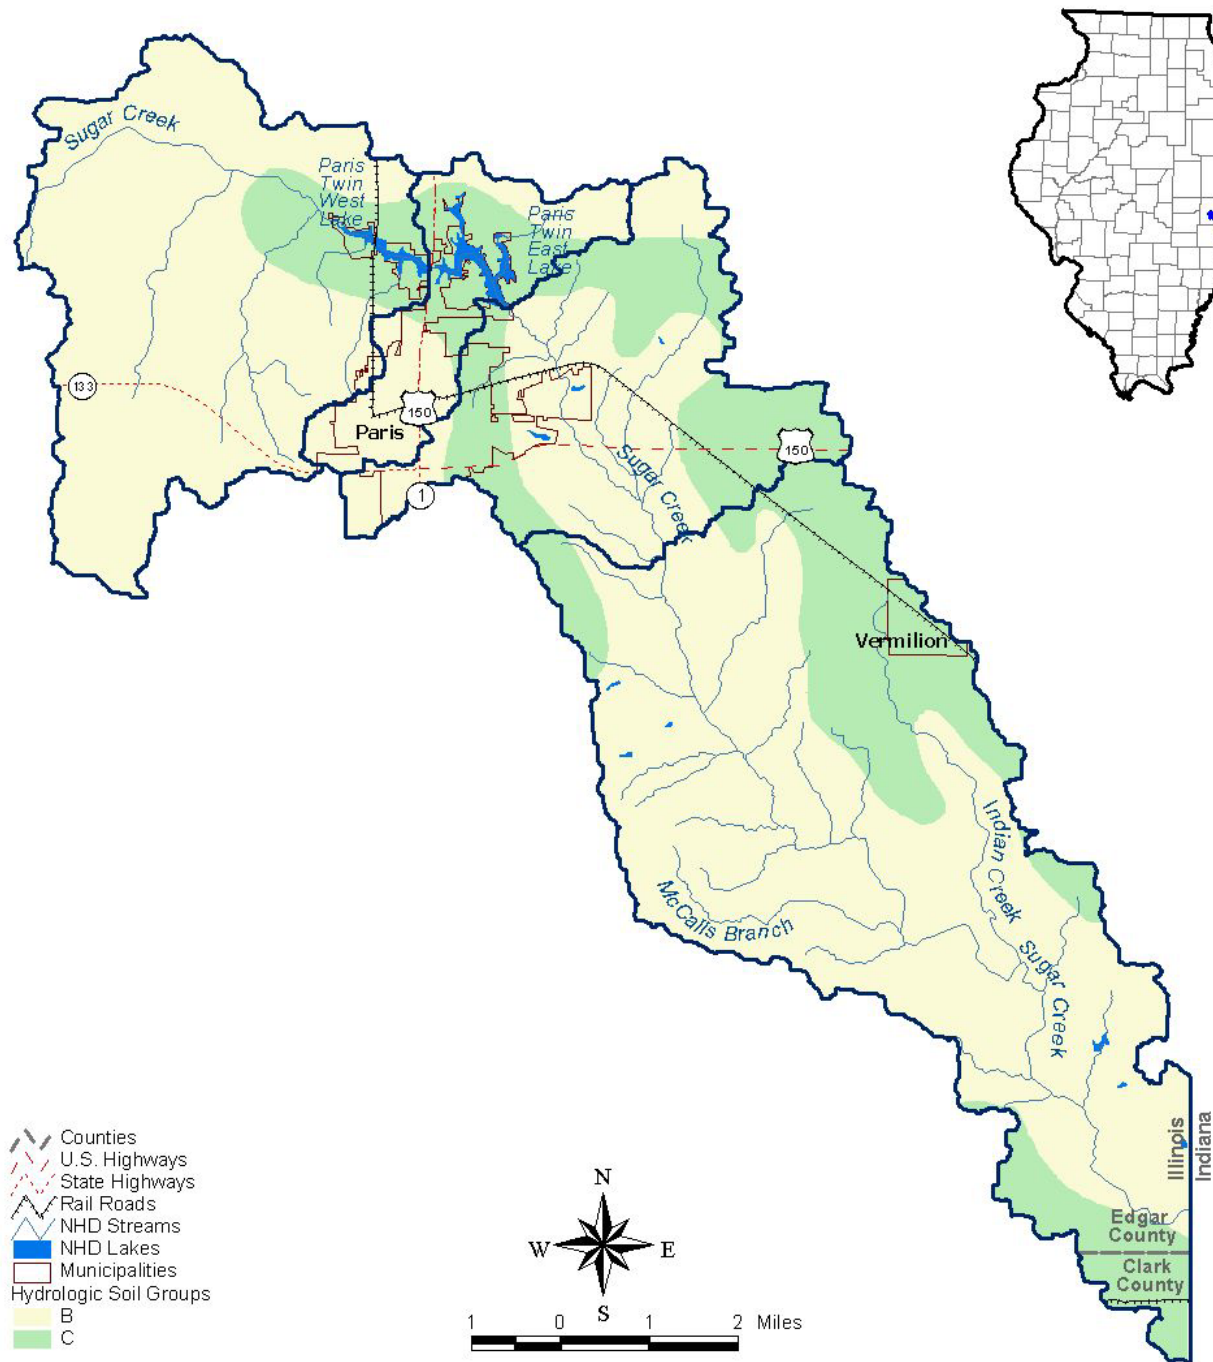 Sugar Creek
Paris
Twin
West
Lake
Paris
Twin
East
Lake
133
150
Paris
1
150
Sugar Creek
Vermilion
Indian Creek
McCalls Branch
Sugar Creek
Illinois
Indiana
Edgar
County
Clark
County
Counties
U.S. Highways
State Highways
Rail Roads
NHD Streams
NHD Lakes
Municipalities
Hydrologic Soil Groups
B
C
N
W
E
S
1 0 1 2 Miles